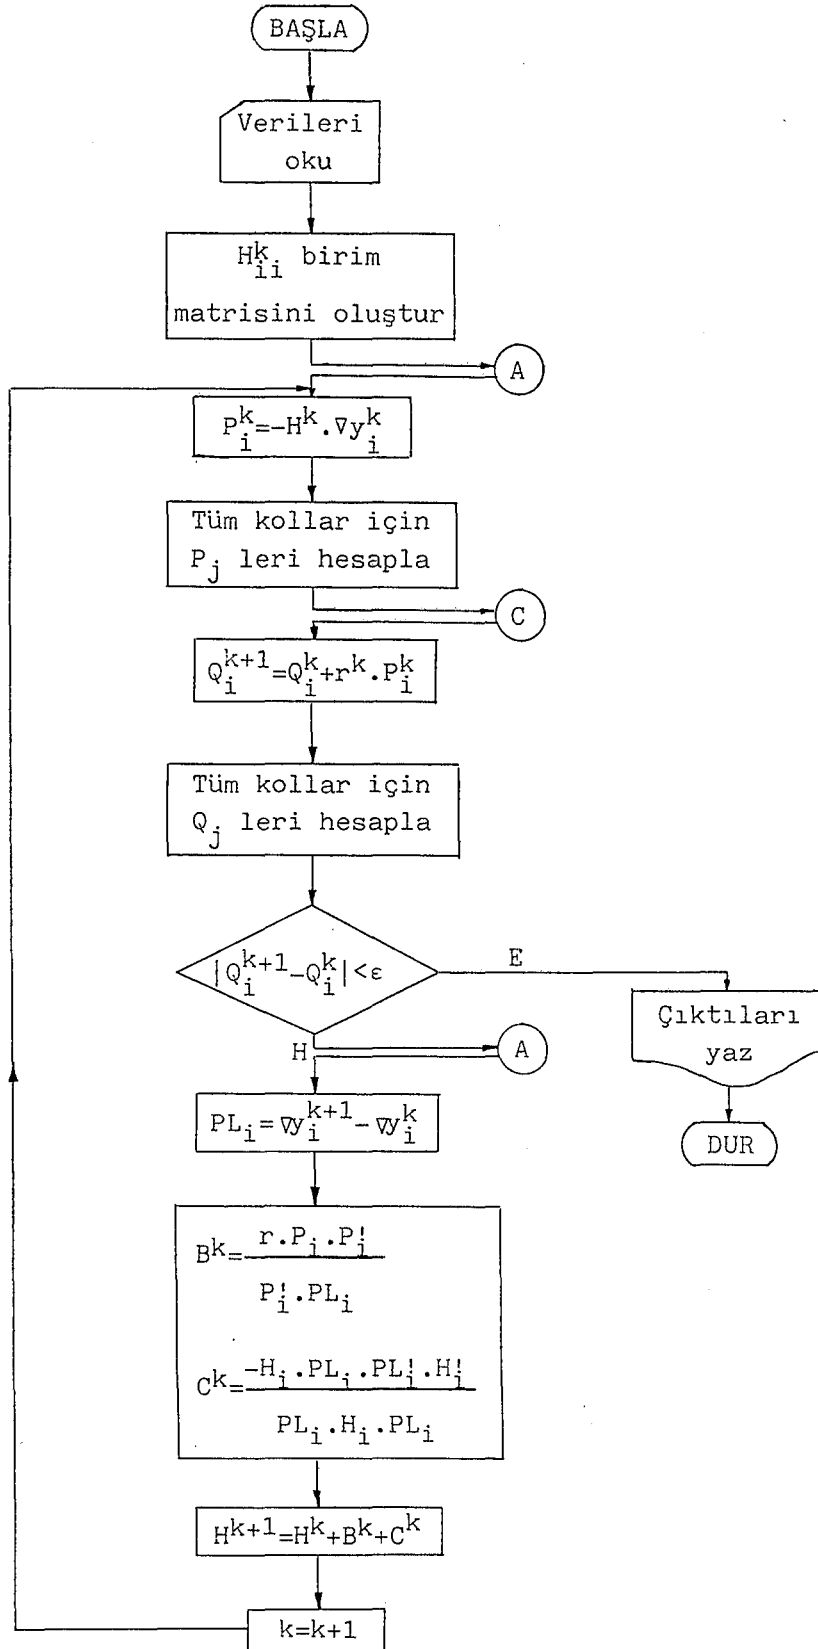 BAŞLA
Verileri
oku
H^k_ii birim
matrisini oluştur
A
P^k_i=-H^k.∇y^k_i
Tüm kollar için
P_j leri hesapla
C
Q^k+1_i=Q^k_i+r^k.P^k_i
Tüm kollar için
Q_j leri hesapla
|Q^k+1_i-Q^k_i|<ε
E
Çıktıları
yaz
DUR
H
A
PL_i=∇y^k+1_i-∇y^k_i
B^k=r.P_i.P'_i
P'_i.PL_i
C^k=-H_i.PL_i.PL'_i.H'_i
PL_i.H_i.PL_i
H^k+1=H^k+B^k+C^k
k=k+1